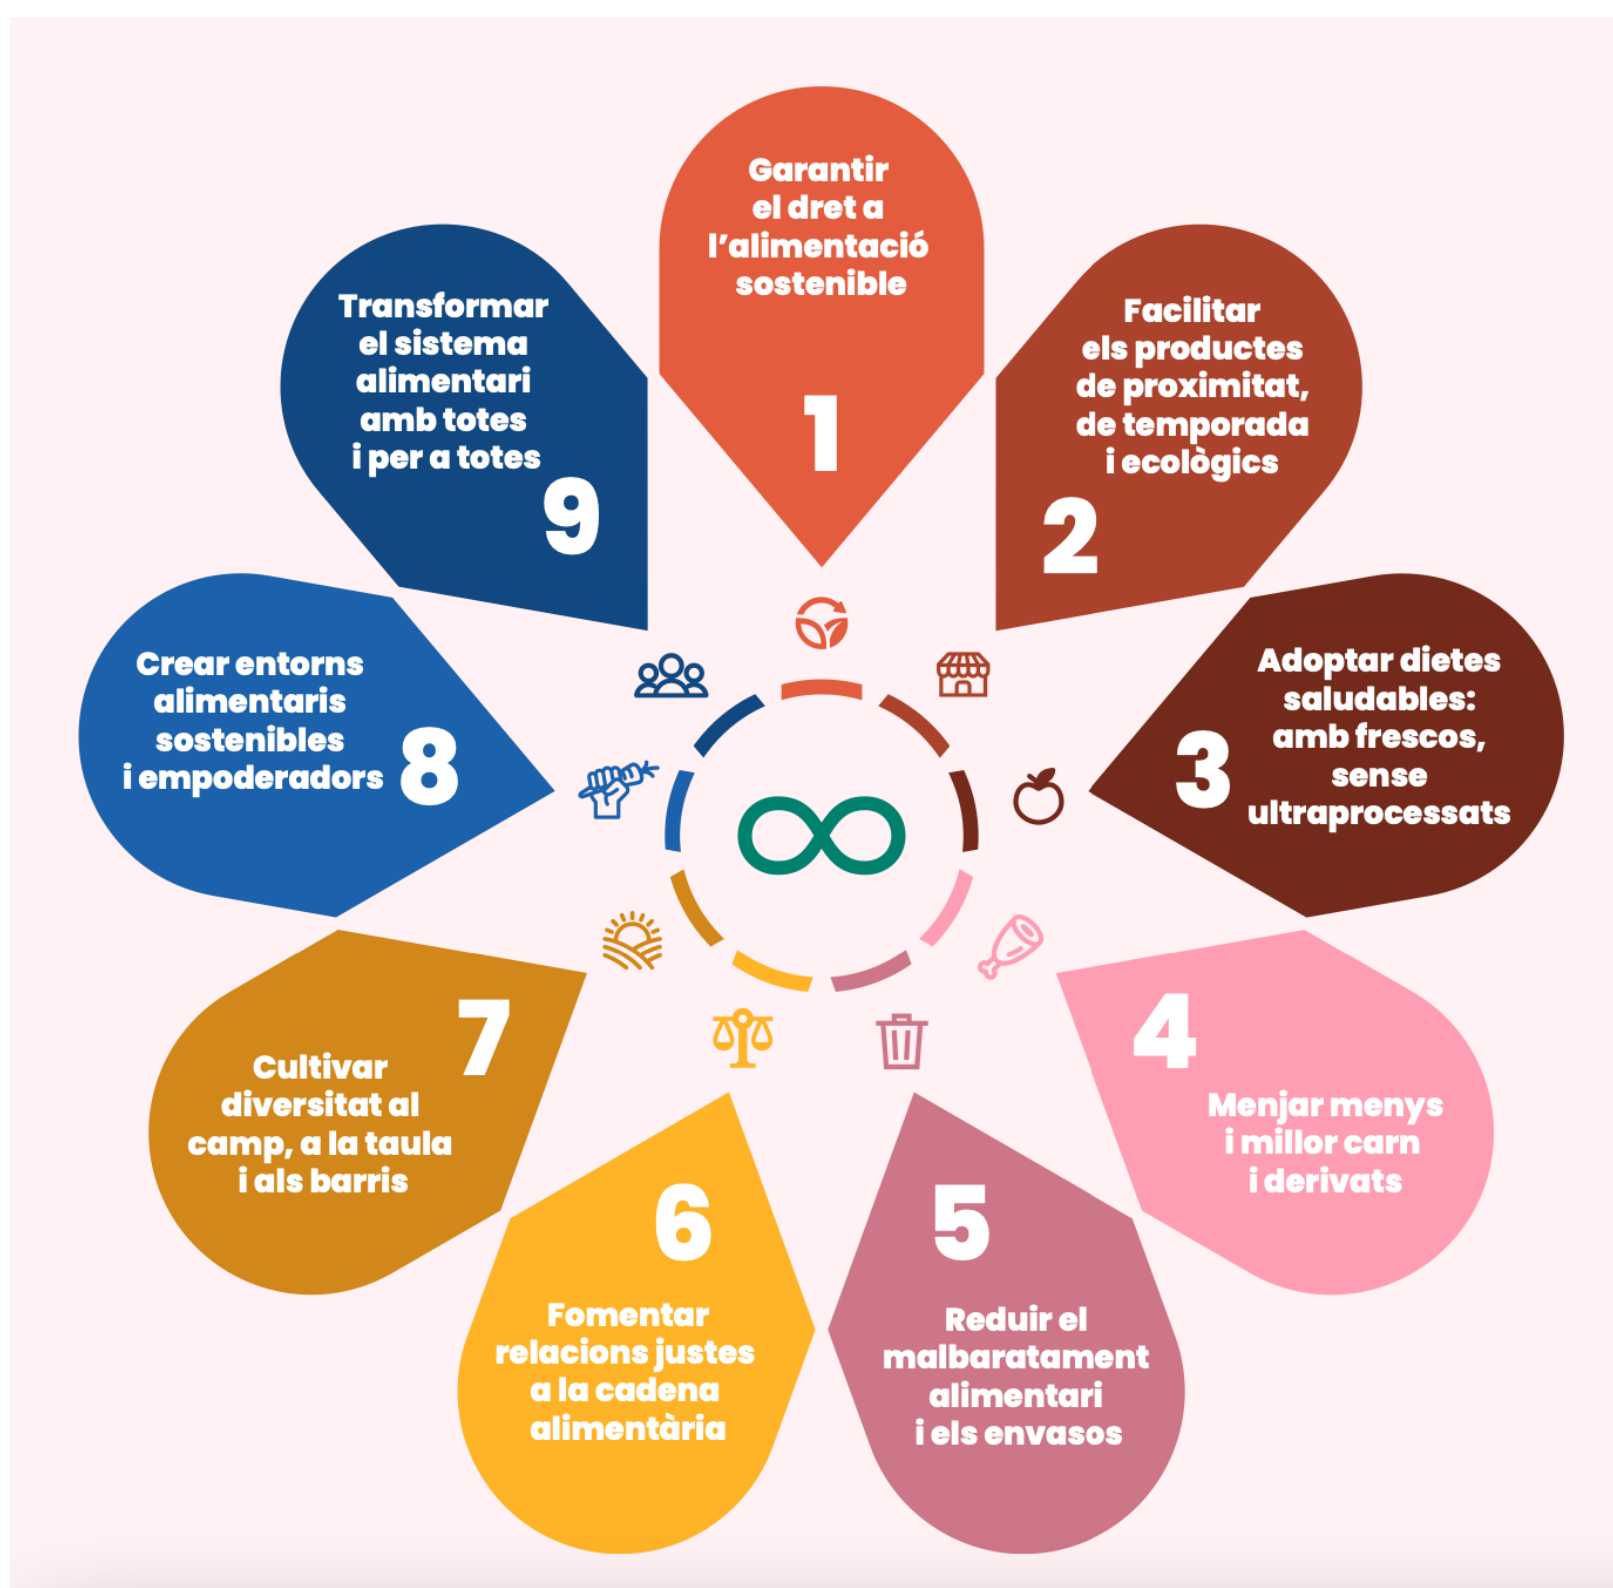 Garantir
el dret a
l’alimentació
sostenible
1
Facilitar
els productes
de proximitat,
de temporada
i ecològics
2
Adoptar dietes
saludables:
amb frescos,
sense
ultraprocessats
3
4
Menjar menys
i millor carn
i derivats
5
Reduir el
malbaratament
alimentari
i els envasos
6
Fomentar
relacions justes
a la cadena
alimentària
7
Cultivar
diversitat al
camp, a la taula
i als barris
Crear entorns
alimentaris
sostenibles
i empoderadors
8
Transformar
el sistema
alimentari
amb totes
i per a totes
9